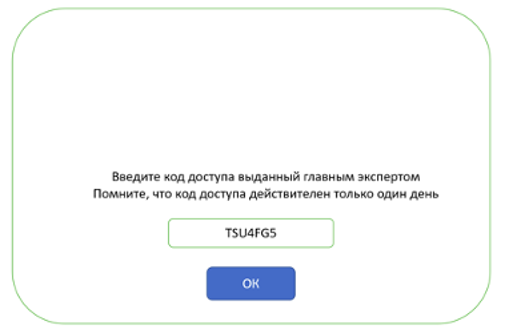 Введите код доступа выданный главным экспертом
Помните, что код доступа действителен только один день
TSU4FG5
ОК